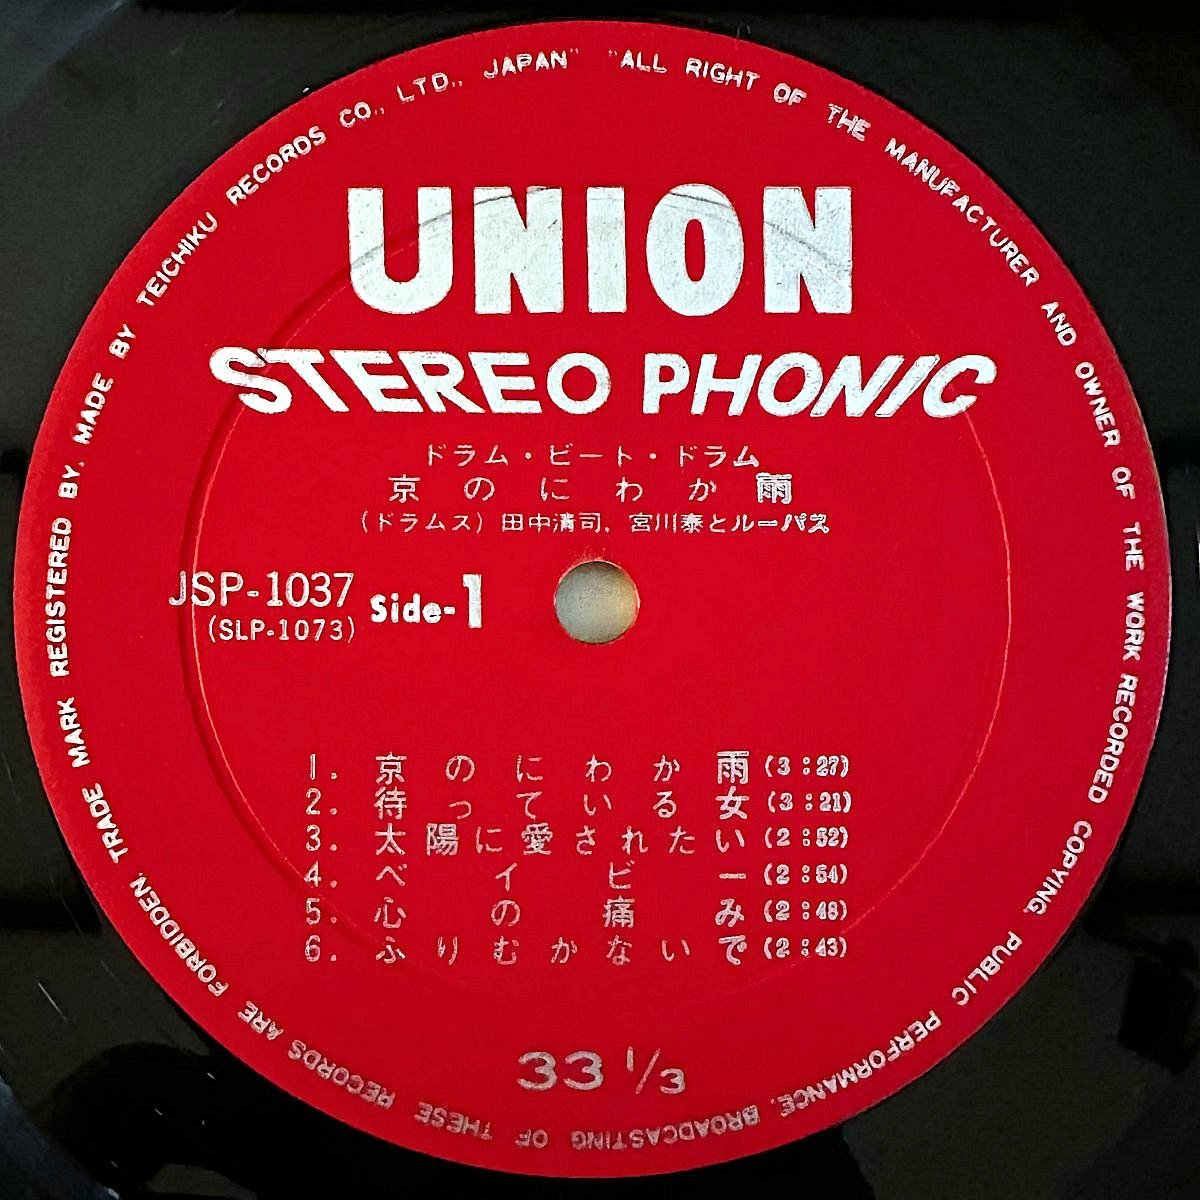 UNION
STEREO PHONIC
ドラム・ビート・ドラム
京のにわか雨
(ドラムス) 田中清司、宮川泰とルーパス
JSP-1037
(SLP-1073)
Side-1
1. 京のにわか雨 (3:27)
2. 待っている女 (3:21)
3. 太陽に愛されたい (2:52)
4. ベイビー (2:54)
5. 心の痛み (2:48)
6. ふりむかないで (2:43)
33 1/3
"ALL RIGHT OF THE MANUFACTURER AND OWNER OF THE WORK RECORDED COPYING, PUBLIC PERFORMANCE, BROADCASTING OF THESE RECORDS ARE FORBIDDEN, TRADE MARK REGISTERED BY, MADE BY TEICHIKU RECORDS CO., LTD., JAPAN"